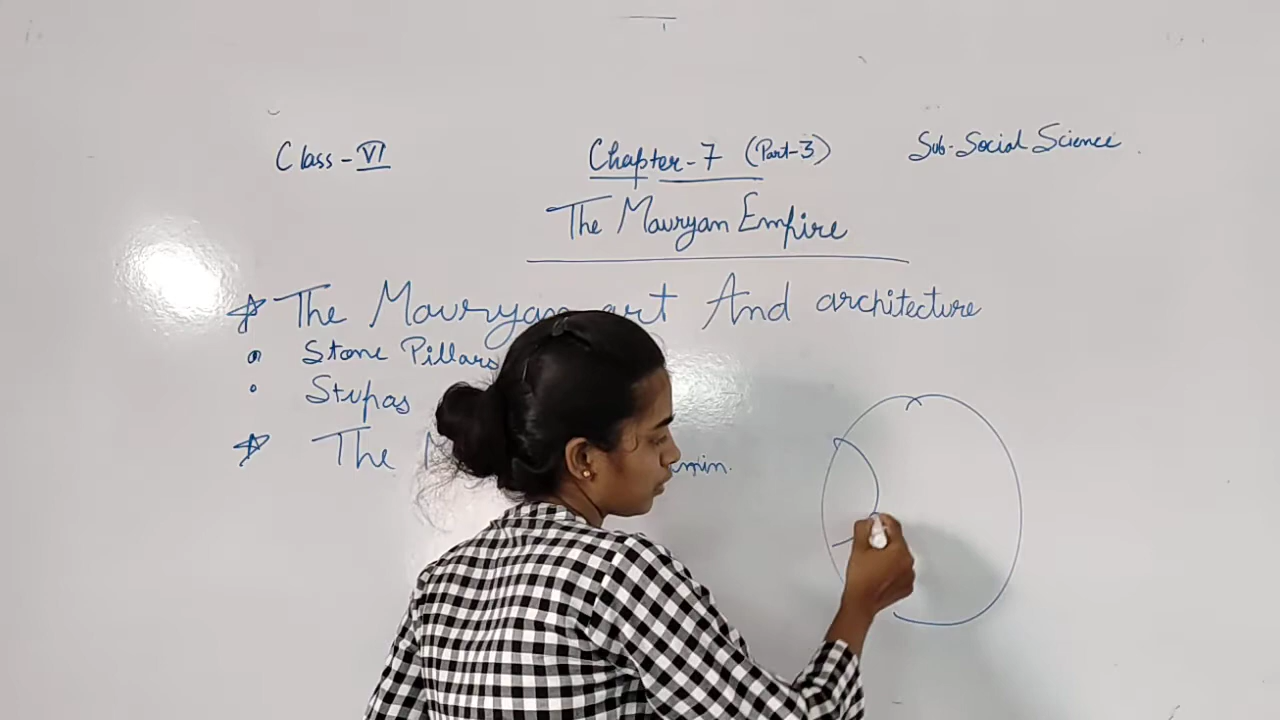 Class - VI
Chapter - 7 (Part-3)
Sub - Social Science
The Mauryan Empire
The Mauryan art And architecture
Stone Pillars
Stupas
The